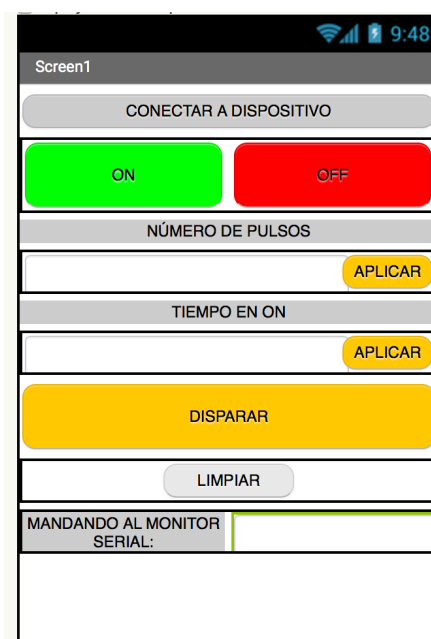 9:48
Screen1
CONECTAR A DISPOSITIVO
ON
OFF
NÚMERO DE PULSOS
APLICAR
TIEMPO EN ON
APLICAR
DISPARAR
LIMPIAR
MANDANDO AL MONITOR
SERIAL: